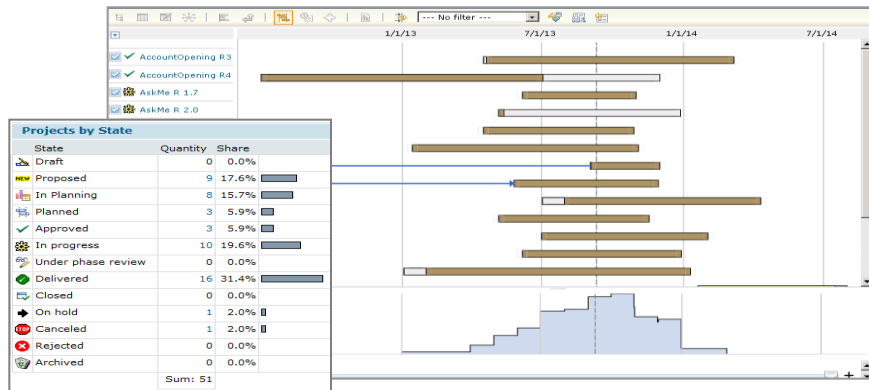 --- No filter ---
1/1/13 7/1/13 1/1/14 7/1/14
AccountOpening R3
AccountOpening R4
AskMe R 1.7
AskMe R 2.0
Projects by State
State Quantity Share
Draft 0 0.0%
NEW Proposed 9 17.6%
In Planning 8 15.7%
Planned 3 5.9%
Approved 3 5.9%
In progress 10 19.6%
Under phase review 0 0.0%
Delivered 16 31.4%
Closed 0 0.0%
On hold 1 2.0%
STOP Canceled 1 2.0%
Rejected 0 0.0%
Archived 0 0.0%
Sum: 51